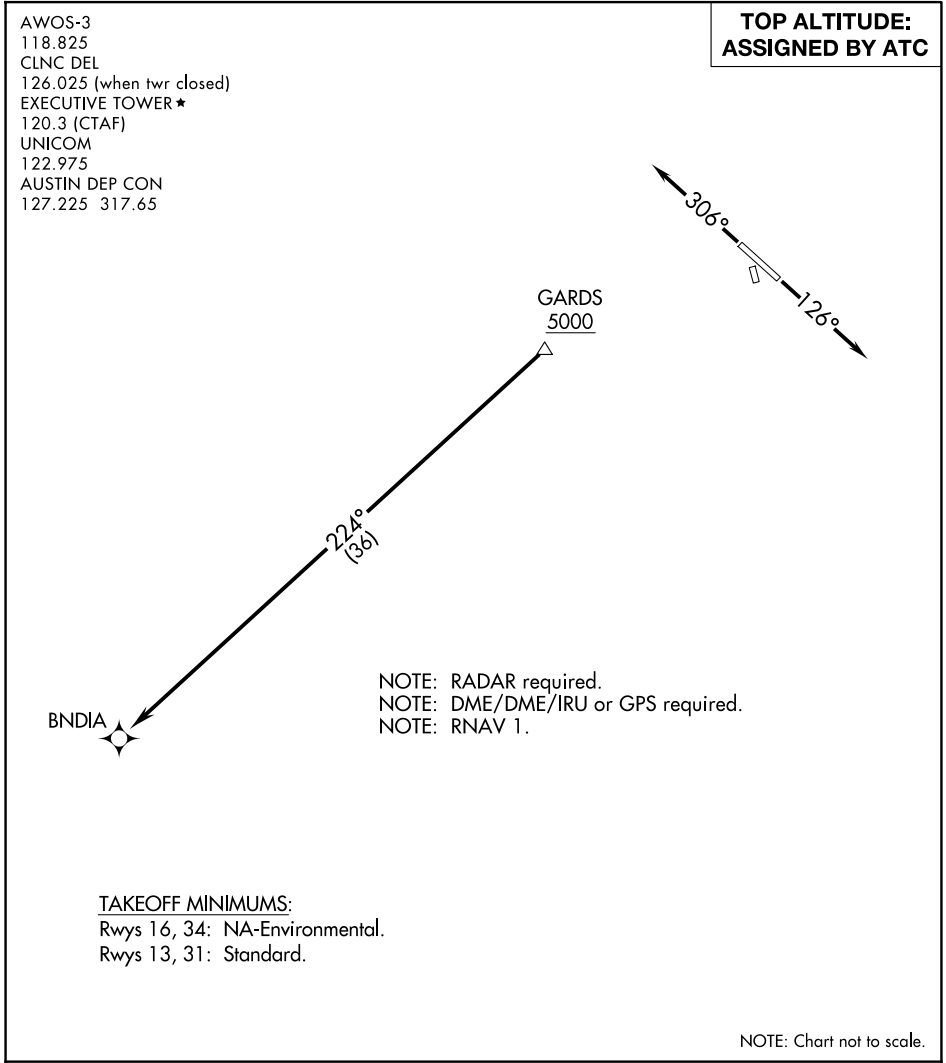 AWOS-3
118.825
CLNC DEL
126.025 (when twr closed)
EXECUTIVE TOWER ★
120.3 (CTAF)
UNICOM
122.975
AUSTIN DEP CON
127.225 317.65
TOP ALTITUDE:
ASSIGNED BY ATC
306°
126°
GARDS
5000
224°
(36)
BNDIA
NOTE: RADAR required.
NOTE: DME/DME/IRU or GPS required.
NOTE: RNAV 1.
TAKEOFF MINIMUMS:
Rwys 16, 34: NA-Environmental.
Rwys 13, 31: Standard.
NOTE: Chart not to scale.